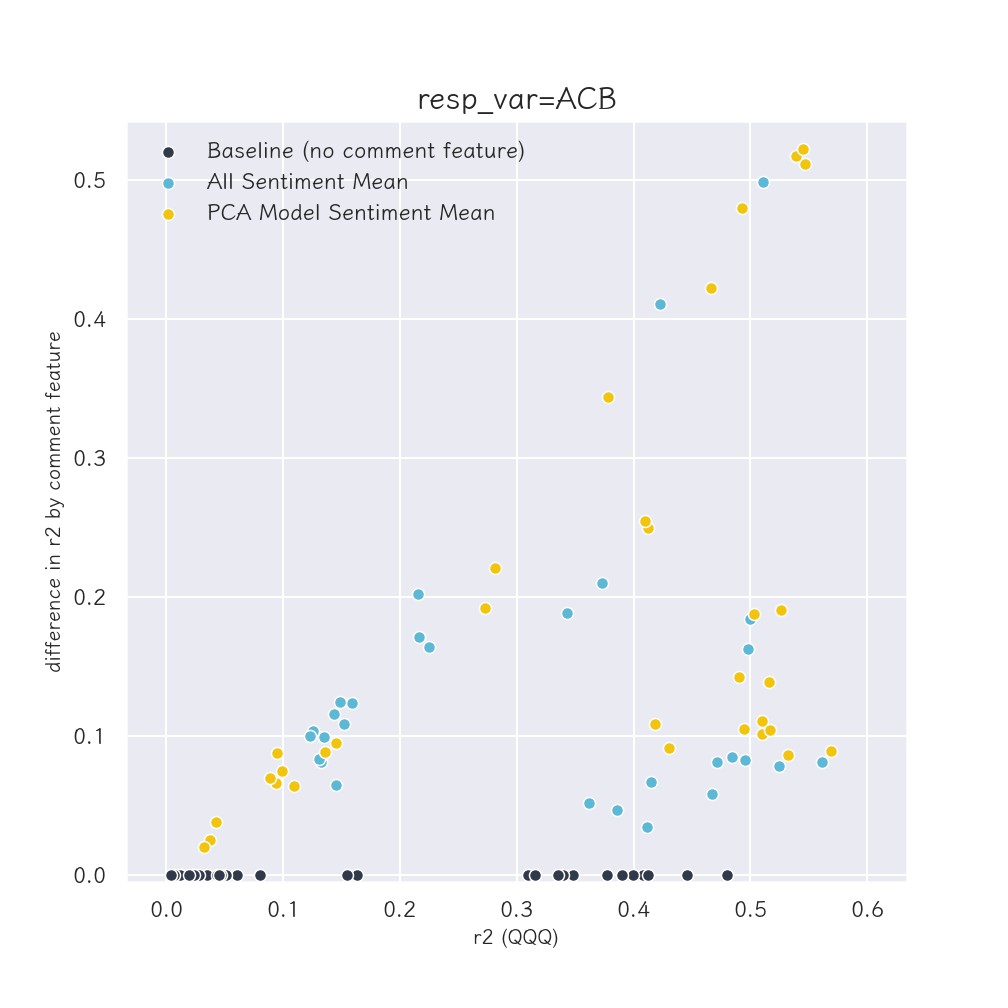 resp_var=ACB
Baseline (no comment feature)
All Sentiment Mean
PCA Model Sentiment Mean
difference in r2 by comment feature
0.5
0.4
0.3
0.2
0.1
0.0
0.0 0.1 0.2 0.3 0.4 0.5 0.6
r2 (QQQ)